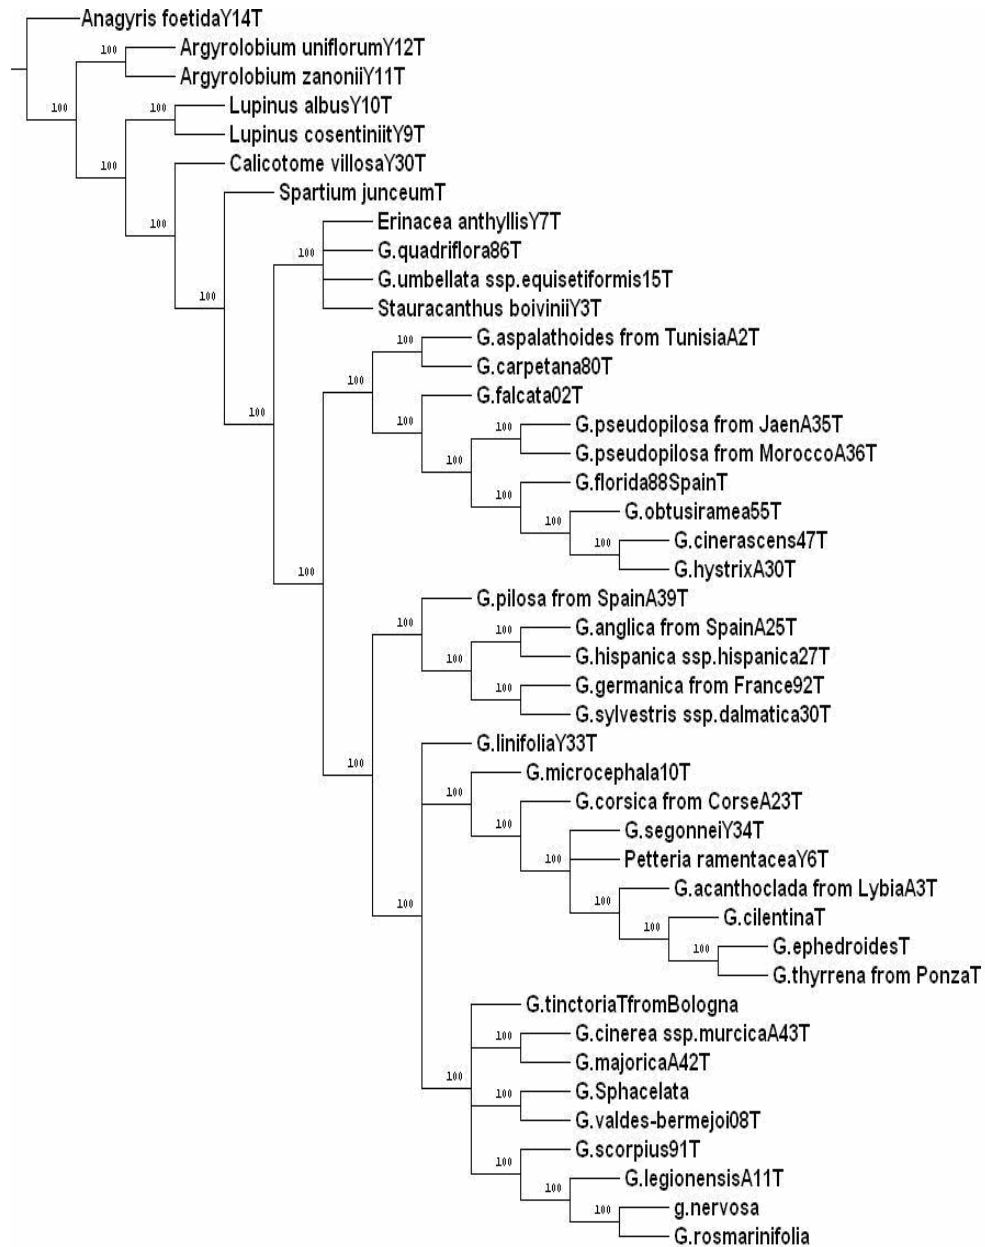 Anagyris foetidaY14T
100
Argyrolobium uniflorumY12T
Argyrolobium zanoniiY11T
100
100
Lupinus albusY10T
Lupinus cosentiniitY9T
100
Calicotome villosaY30T
100
Spartium junceumT
100
Erinacea anthyllisY7T
100
G.quadriflora86T
G.umbellata ssp.equisetiformis15T
Stauracanthus boiviniiY3T
100
G.aspalathoides from TunisiaA2T
G.carpetana80T
100
G.falcata02T
100
100
G.pseudopilosa from JaenA35T
G.pseudopilosa from MoroccoA36T
100
100
G.florida88SpainT
100
G.obtusiramea55T
100
G.cinerascens47T
100
G.hystrixA30T
100
G.pilosa from SpainA39T
100
100
G.anglica from SpainA25T
G.hispanica ssp.hispanica27T
100
100
G.germanica from France92T
G.sylvestris ssp.dalmatica30T
100
G.linifoliaY33T
100
G.microcephala10T
100
G.corsica from CorseA23T
100
G.segonneiY34T
Petteria ramentaceaY6T
100
G.acanthoclada from LybiaA3T
100
G.cilentinaT
100
G.ephedroidesT
100
G.thyrrena from PonzaT
100
G.tinctoriaTfromBologna
100
G.cinerea ssp.murcicaA43T
G.majoricaA42T
100
100
G.Sphacelata
G.valdes-bermejoi08T
100
G.scorpius91T
100
G.legionensisA11T
100
g.nervosa
G.rosmarinifolia